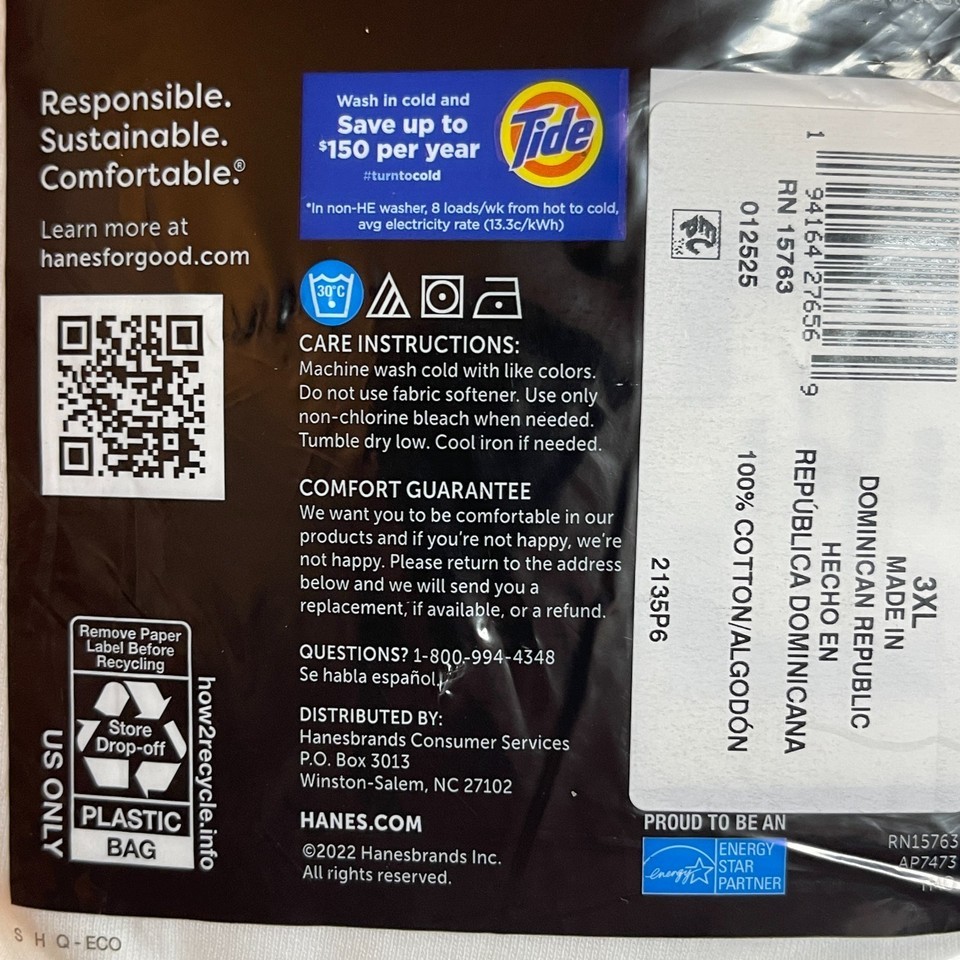 Responsible.
Sustainable.
Comfortable.®
Learn more at
hanesforgood.com
Remove Paper
Label Before
Recycling
Store
Drop-off
PLASTIC
BAG
how2recycle.info
US ONLY
Wash in cold and
Save up to
$150 per year
#turntocold
Tide
*In non-HE washer, 8 loads/wk from hot to cold,
avg electricity rate (13.3c/kWh)
30°C
CARE INSTRUCTIONS:
Machine wash cold with like colors.
Do not use fabric softener. Use only
non-chlorine bleach when needed.
Tumble dry low. Cool iron if needed.
COMFORT GUARANTEE
We want you to be comfortable in our
products and if you're not happy, we're
not happy. Please return to the address
below and we will send you a
replacement, if available, or a refund.
QUESTIONS? 1-800-994-4348
Se habla español.
DISTRIBUTED BY:
Hanesbrands Consumer Services
P.O. Box 3013
Winston-Salem, NC 27102
HANES.COM
©2022 Hanesbrands Inc.
All rights reserved.
1 94164 27656 9
RN 15763
012525
EPC
3XL
MADE IN
DOMINICAN REPUBLIC
HECHO EN
REPÚBLICA DOMINICANA
100% COTTON/ALGODÓN
2135P6
PROUD TO BE AN
energy
ENERGY
STAR
PARTNER
RN15763
AP7473
S H Q-ECO